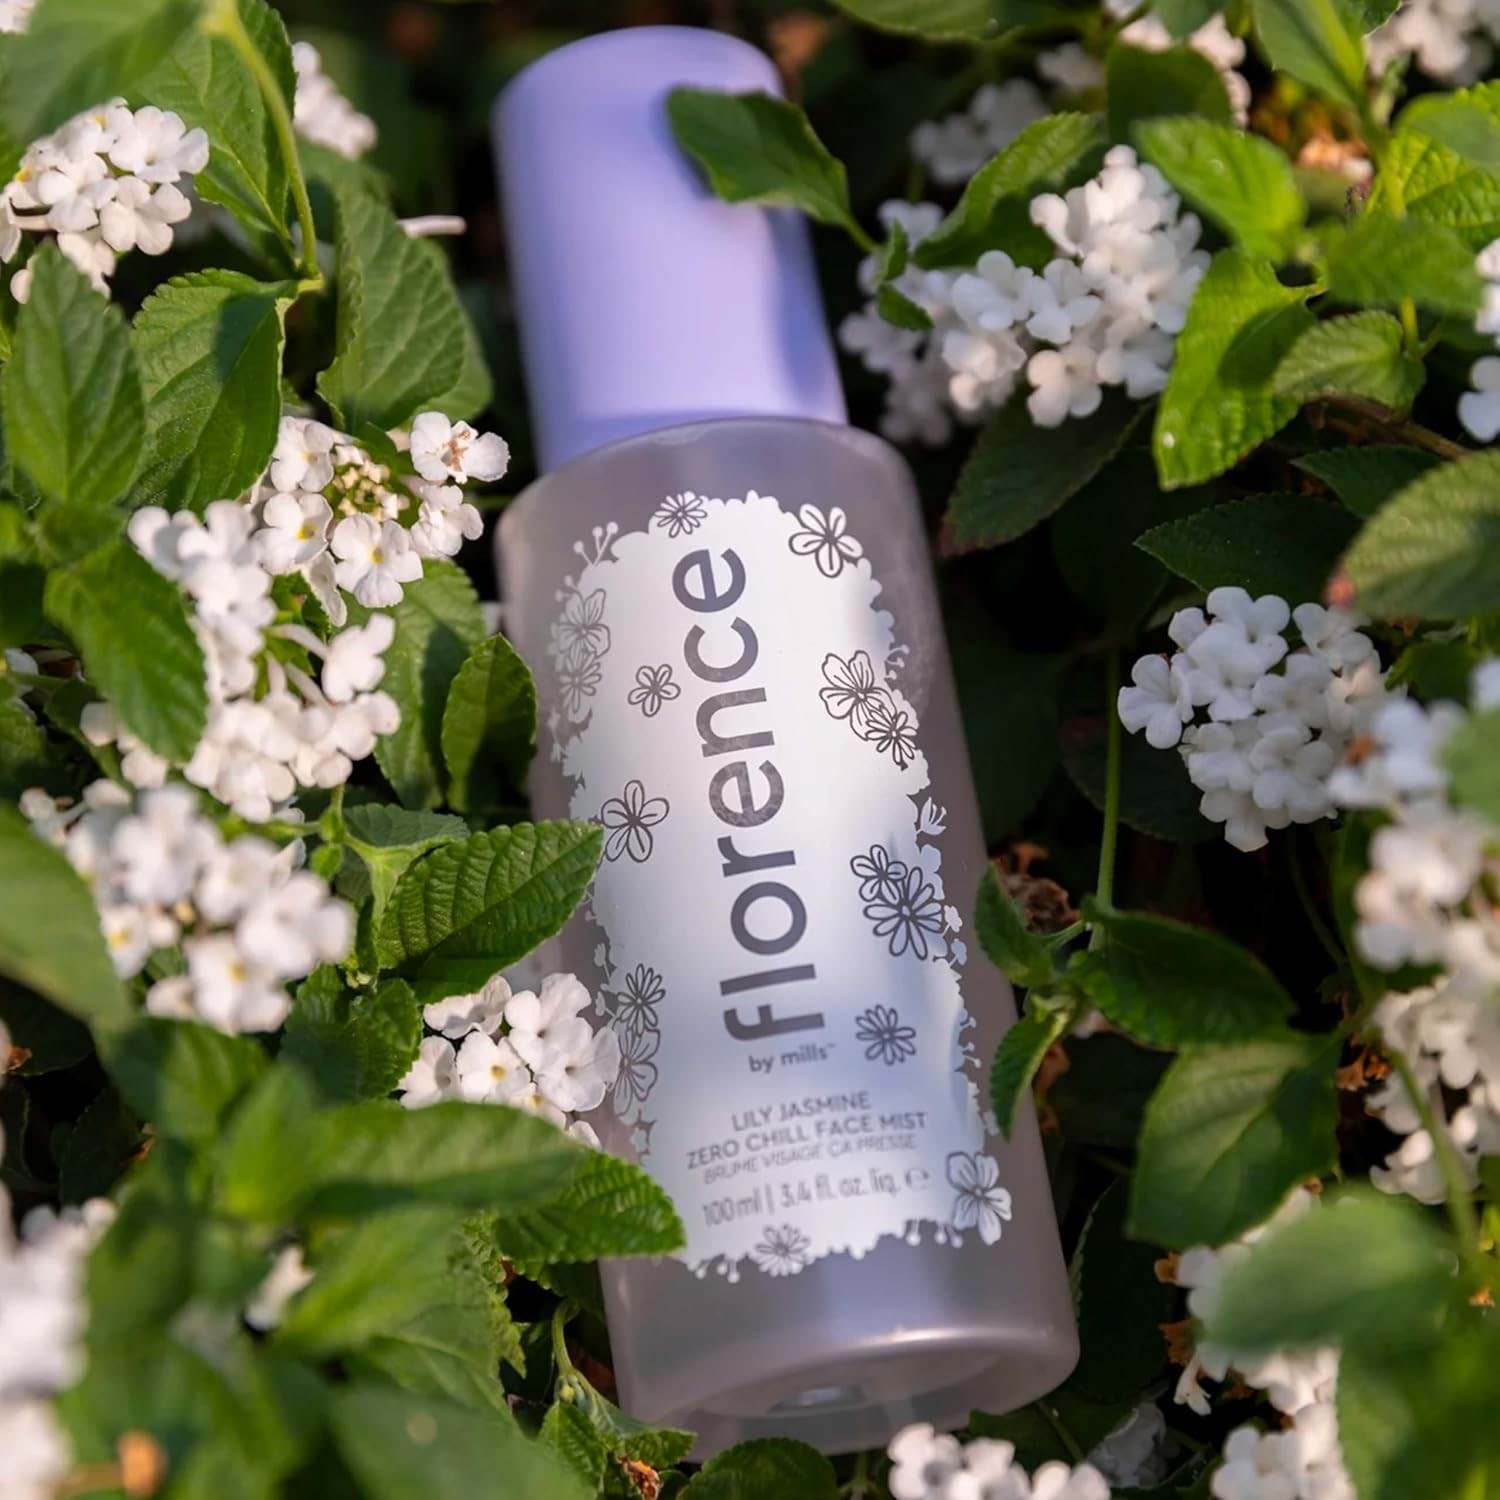 florence
by mills™
LILY JASMINE
ZERO CHILL FACE MIST
BRUME VISAGE ÇA PRESSE
100 ml | 3.4 fl. oz. liq. ℮